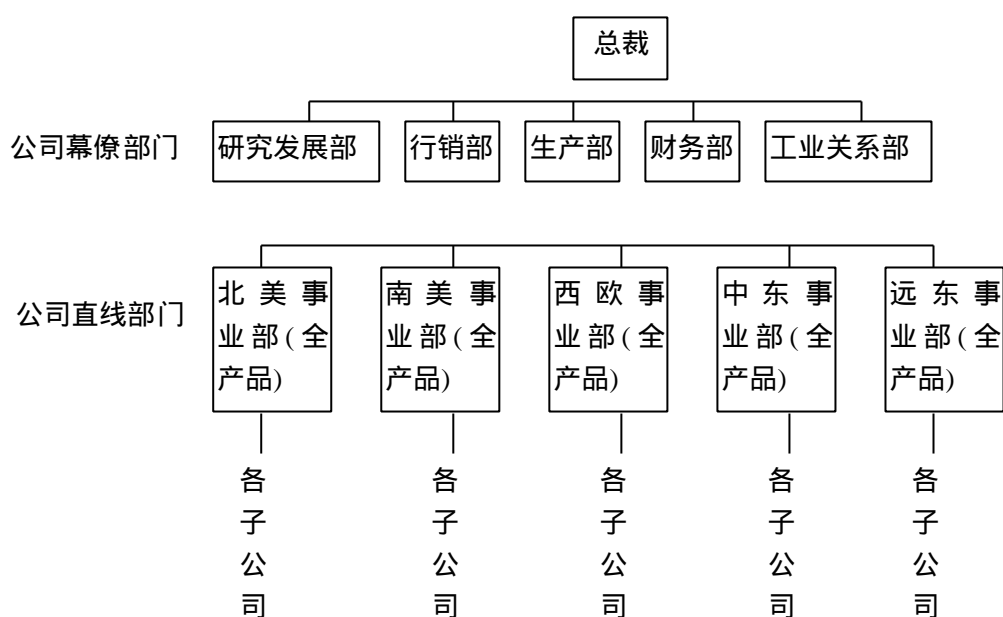 总裁
公司幕僚部门
研究发展部
行销部
生产部
财务部
工业关系部
公司直线部门
北美事
业部(全
产品)
南美事
业部(全
产品)
西欧事
业部(全
产品)
中东事
业部(全
产品)
远东事
业部(全
产品)
各子公司
各子公司
各子公司
各子公司
各子公司